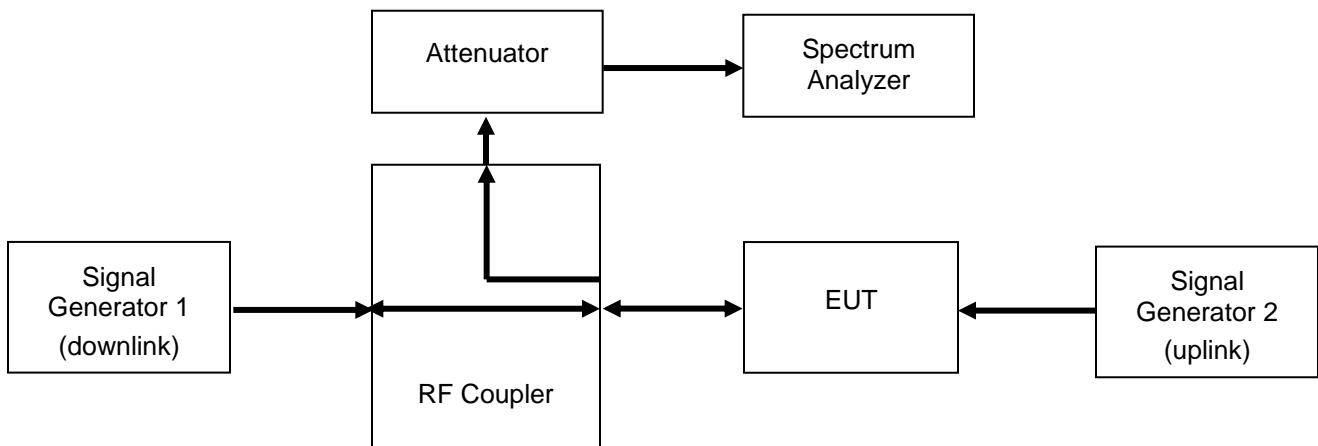 Attenuator
Spectrum
Analyzer
Signal
Generator 1
(downlink)
RF Coupler
EUT
Signal
Generator 2
(uplink)